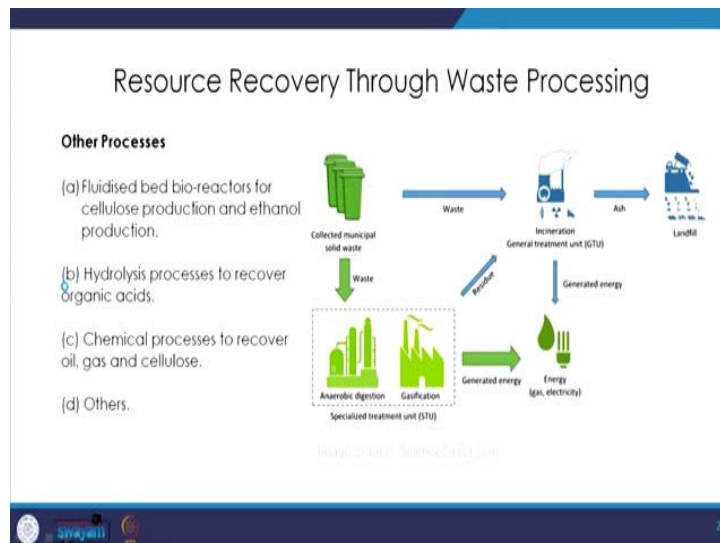 Resource Recovery Through Waste Processing
Other Processes
(a) Fluidised bed bio-reactors for
cellulose production and ethanol
production.
(b) Hydrolysis processes to recover
organic acids.
(c) Chemical processes to recover
oil, gas and cellulose.
(d) Others.
Collected municipal
solid waste
Waste
Incineration
General treatment unit (GTU)
Ash
Landfill
Waste
Residue
Generated energy
Anaerobic digestion
Gasification
Specialized treatment unit (STU)
Generated energy
Energy
(gas, electricity)
swayam
2